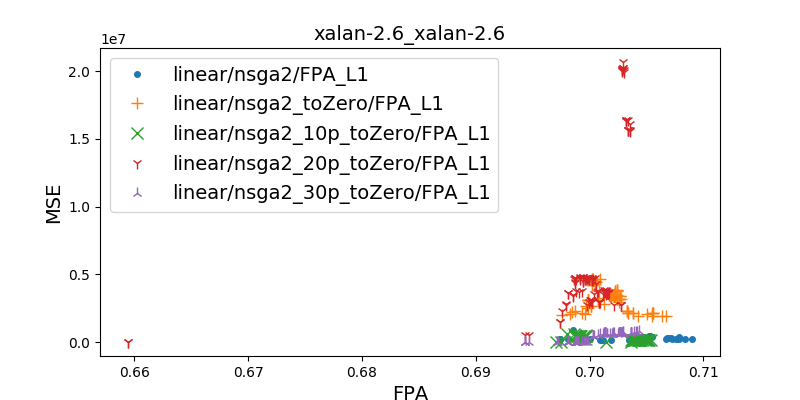 xalan-2.6_xalan-2.6
1e7
linear/nsga2/FPA_L1
linear/nsga2_toZero/FPA_L1
linear/nsga2_10p_toZero/FPA_L1
linear/nsga2_20p_toZero/FPA_L1
linear/nsga2_30p_toZero/FPA_L1
MSE
2.0
1.5
1.0
0.5
0.0
0.66 0.67 0.68 0.69 0.70 0.71
FPA